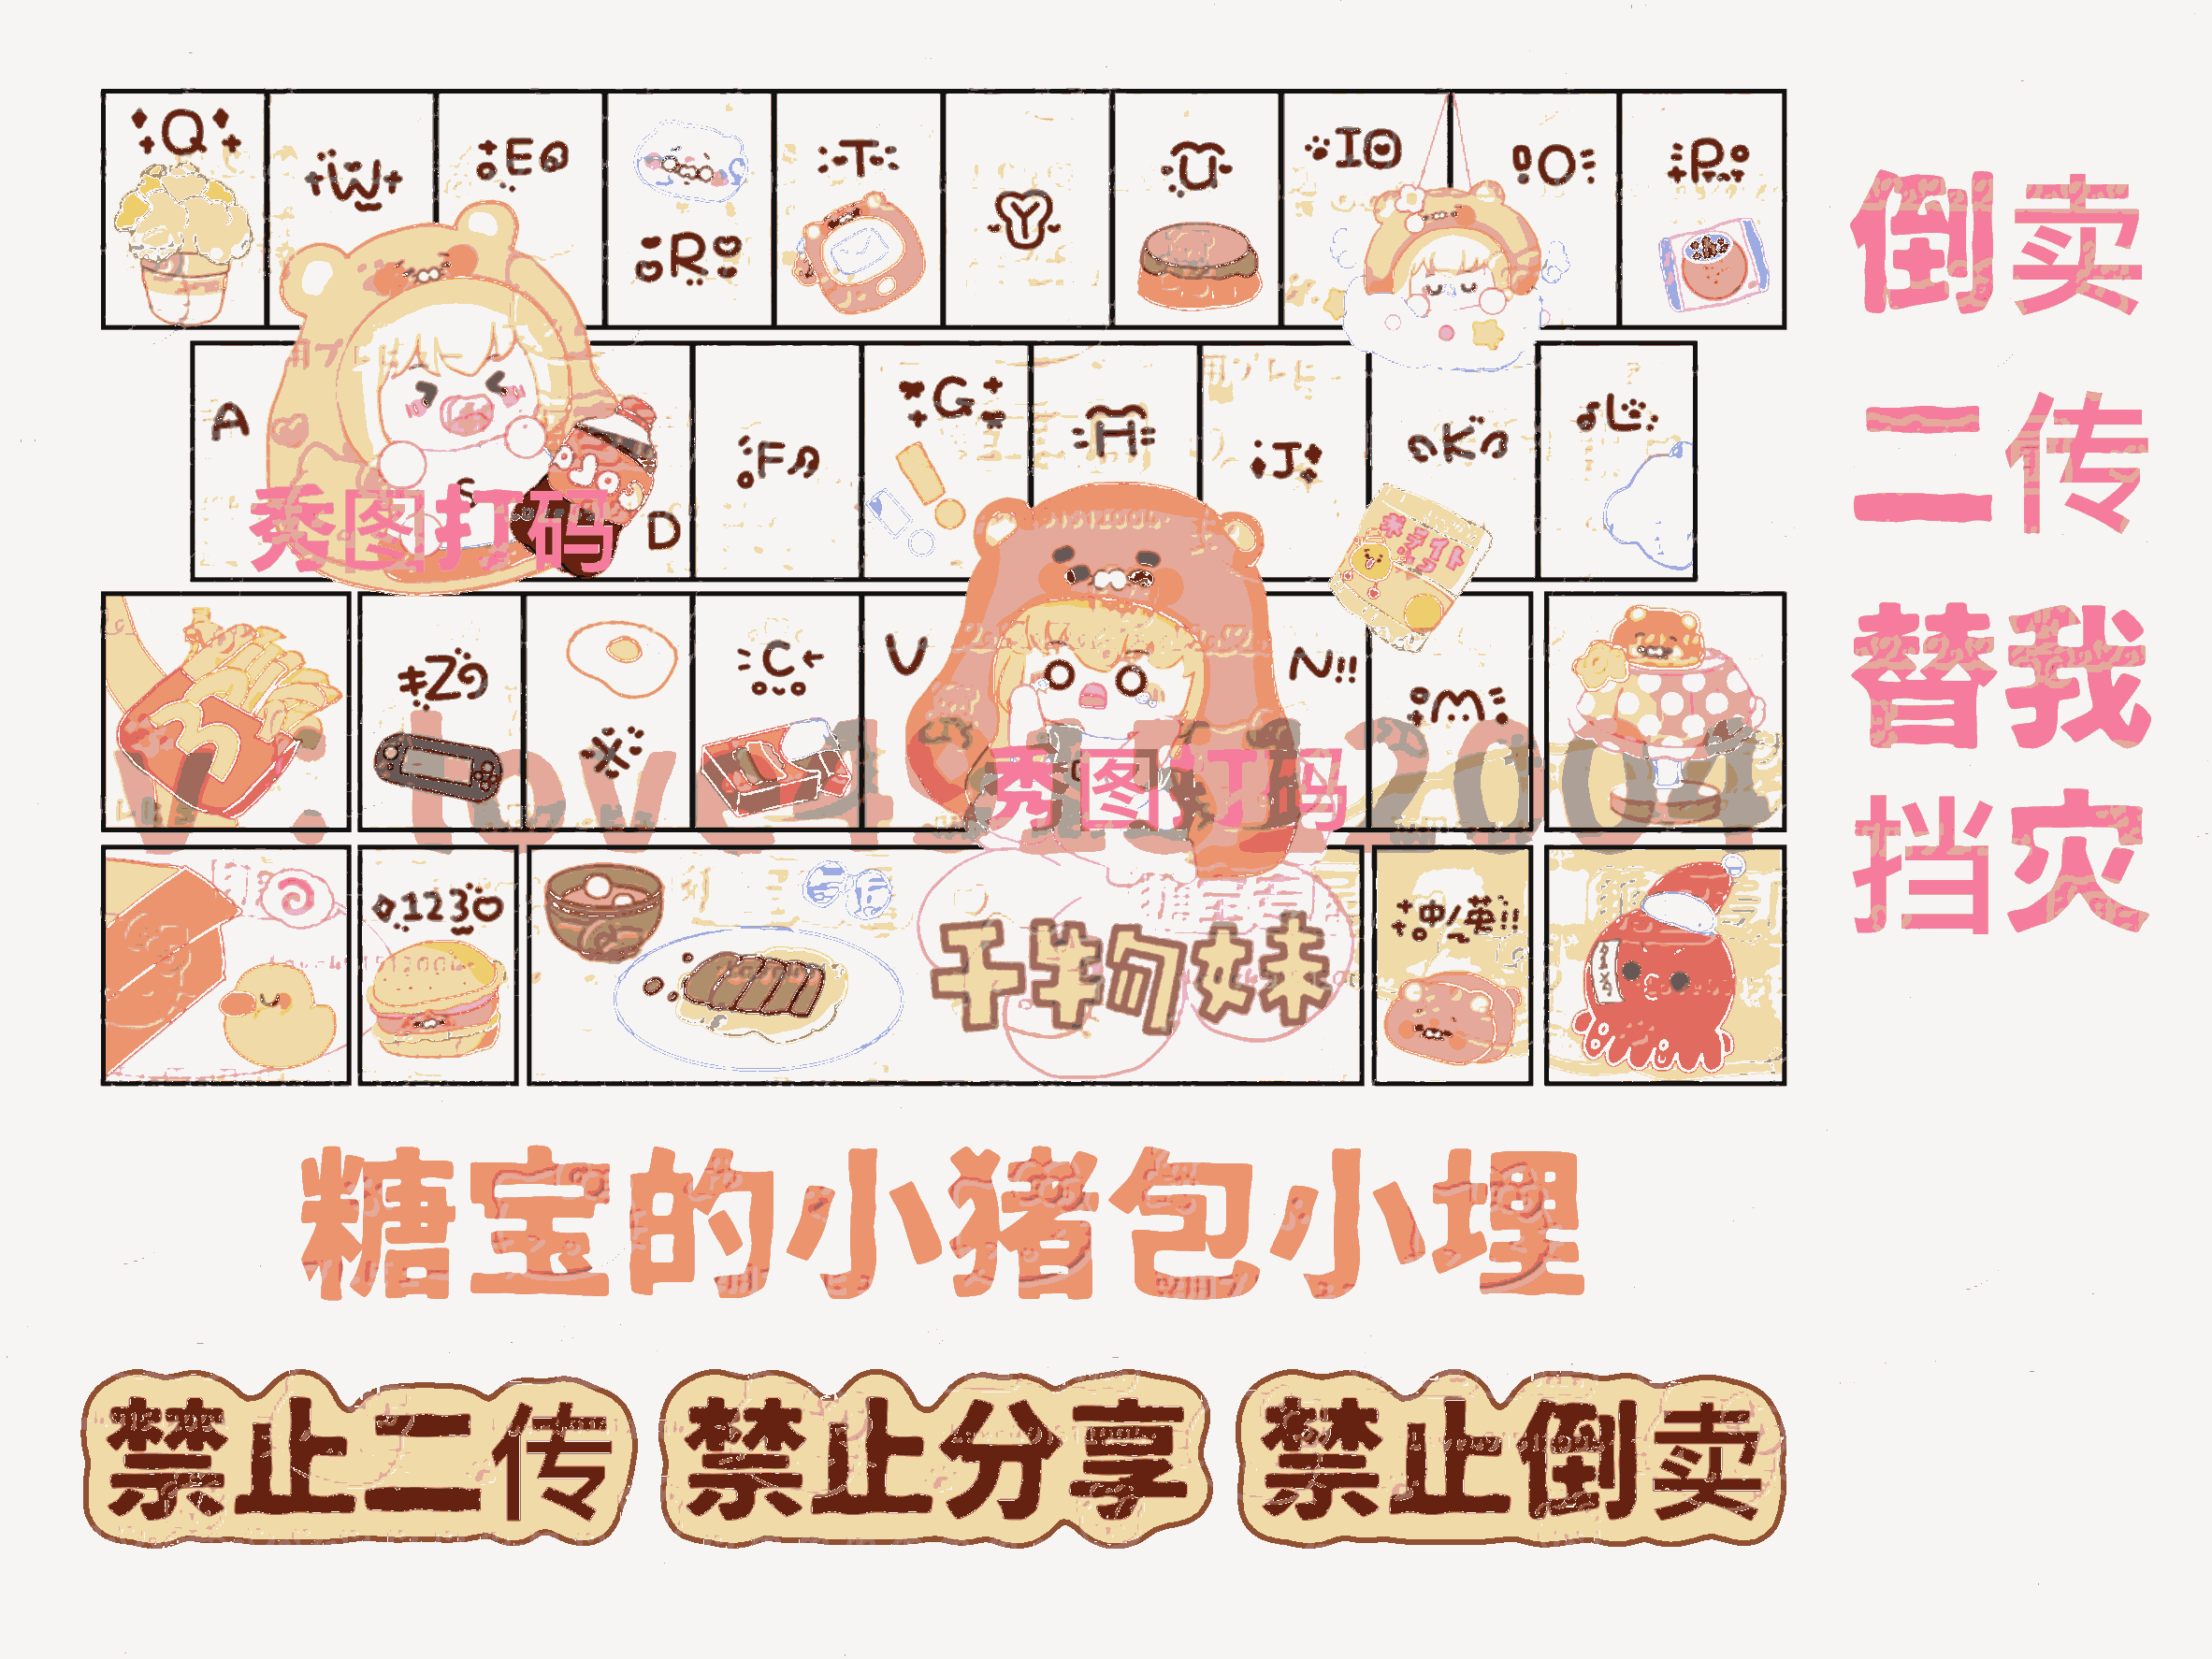 Q W E R T Y U I O P
倒卖
A S D F G H J K L
秀图打码
二传
Z X C V N!! M
替我
秀图打码
挡灾
123
干物妹
中/英!!
糖宝的小猪包小埋
禁止二传 禁止分享 禁止倒卖